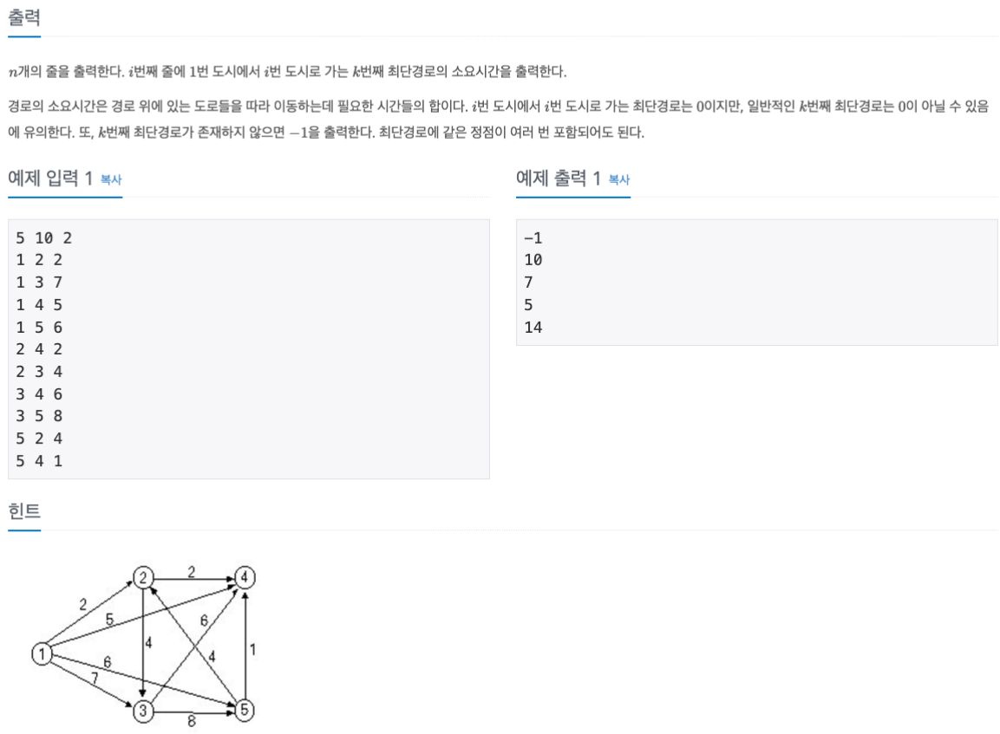 출력
n개의 줄을 출력한다. i번째 줄에 1번 도시에서 i번 도시로 가는 k번째 최단경로의 소요시간을 출력한다.
경로의 소요시간은 경로 위에 있는 도로들을 따라 이동하는데 필요한 시간들의 합이다. i번 도시에서 i번 도시로 가는 최단경로는 0이지만, 일반적인 k번째 최단경로는 0이 아닐 수 있음
에 유의한다. 또, k번째 최단경로가 존재하지 않으면 −1을 출력한다. 최단경로에 같은 정점이 여러 번 포함되어도 된다.
예제 입력 1 복사
5 10 2
1 2 2
1 3 7
1 4 5
1 5 6
2 4 2
2 3 4
3 4 6
3 5 8
5 2 4
5 4 1
예제 출력 1 복사
-1
10
7
5
14
힌트
2 2 4
2
5
6
4 4 1
1
6
7
3 8 5